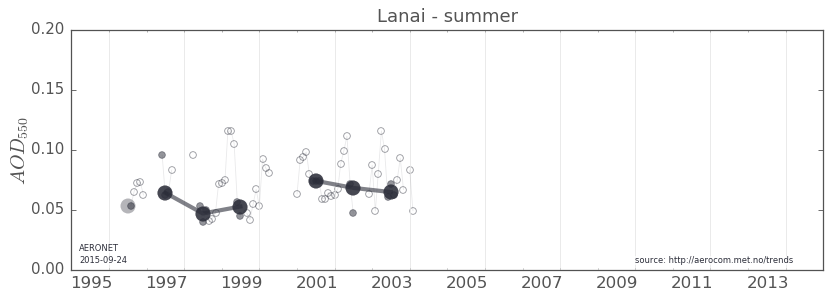 Lanai - summer
0.20
0.15
0.10
0.05
0.00
AOD550
AERONET
2015-09-24
source: http://aerocom.met.no/trends
1995 1997 1999 2001 2003 2005 2007 2009 2011 2013